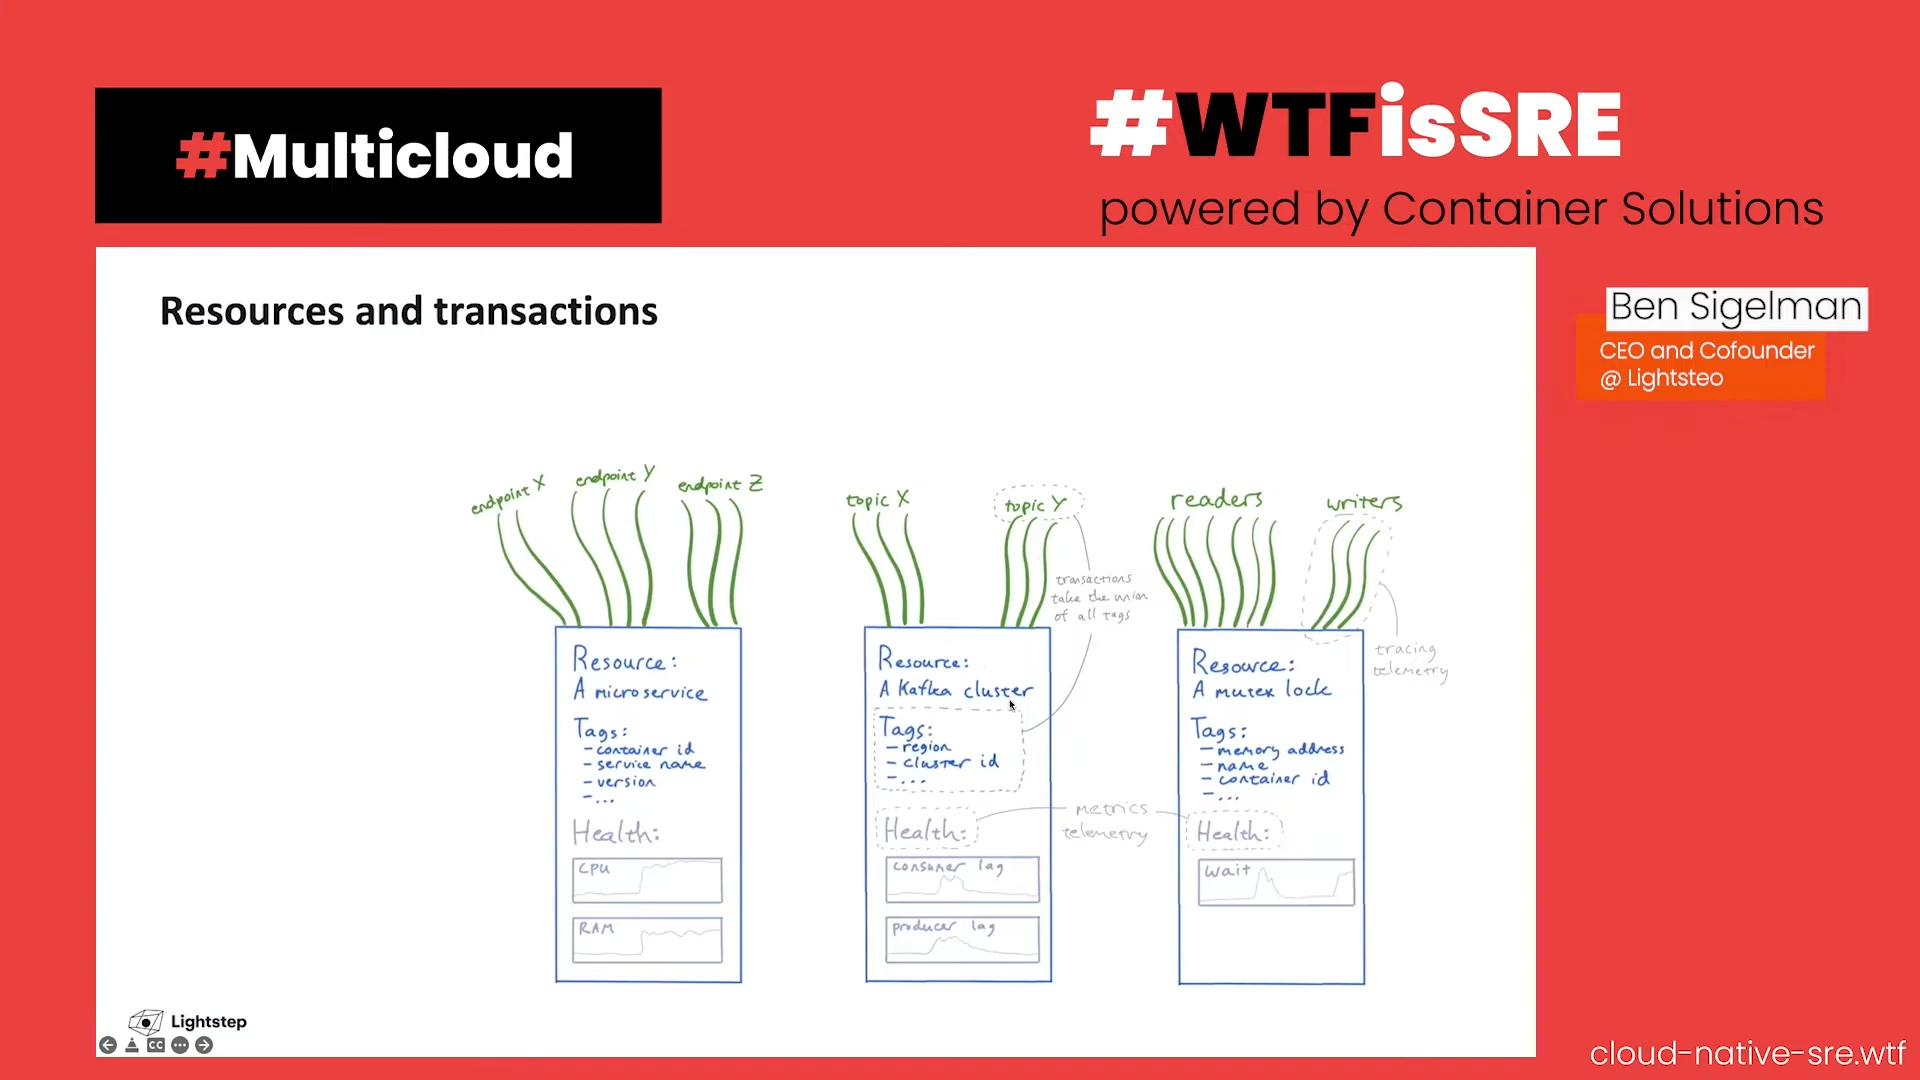 #Multicloud
#WTFisSRE
powered by Container Solutions
Ben Sigelman
CEO and Cofounder
@ Lightsteo
Resources and transactions
endpoint X
endpoint Y
endpoint Z
Resource:
A microservice
Tags:
- container id
- service name
- version
- ...
Health:
CPU
RAM
topic X
topic Y
transactions
take the union
of all tags
Resource:
A Kafka cluster
Tags:
- region
- cluster id
- ...
Health:
consumer lag
producer lag
metrics
telemetry
readers
writers
tracing
telemetry
Resource:
A mutex lock
Tags:
- memory address
- name
- container id
- ...
Health:
wait
Lightstep
CC
cloud-native-sre.wtf